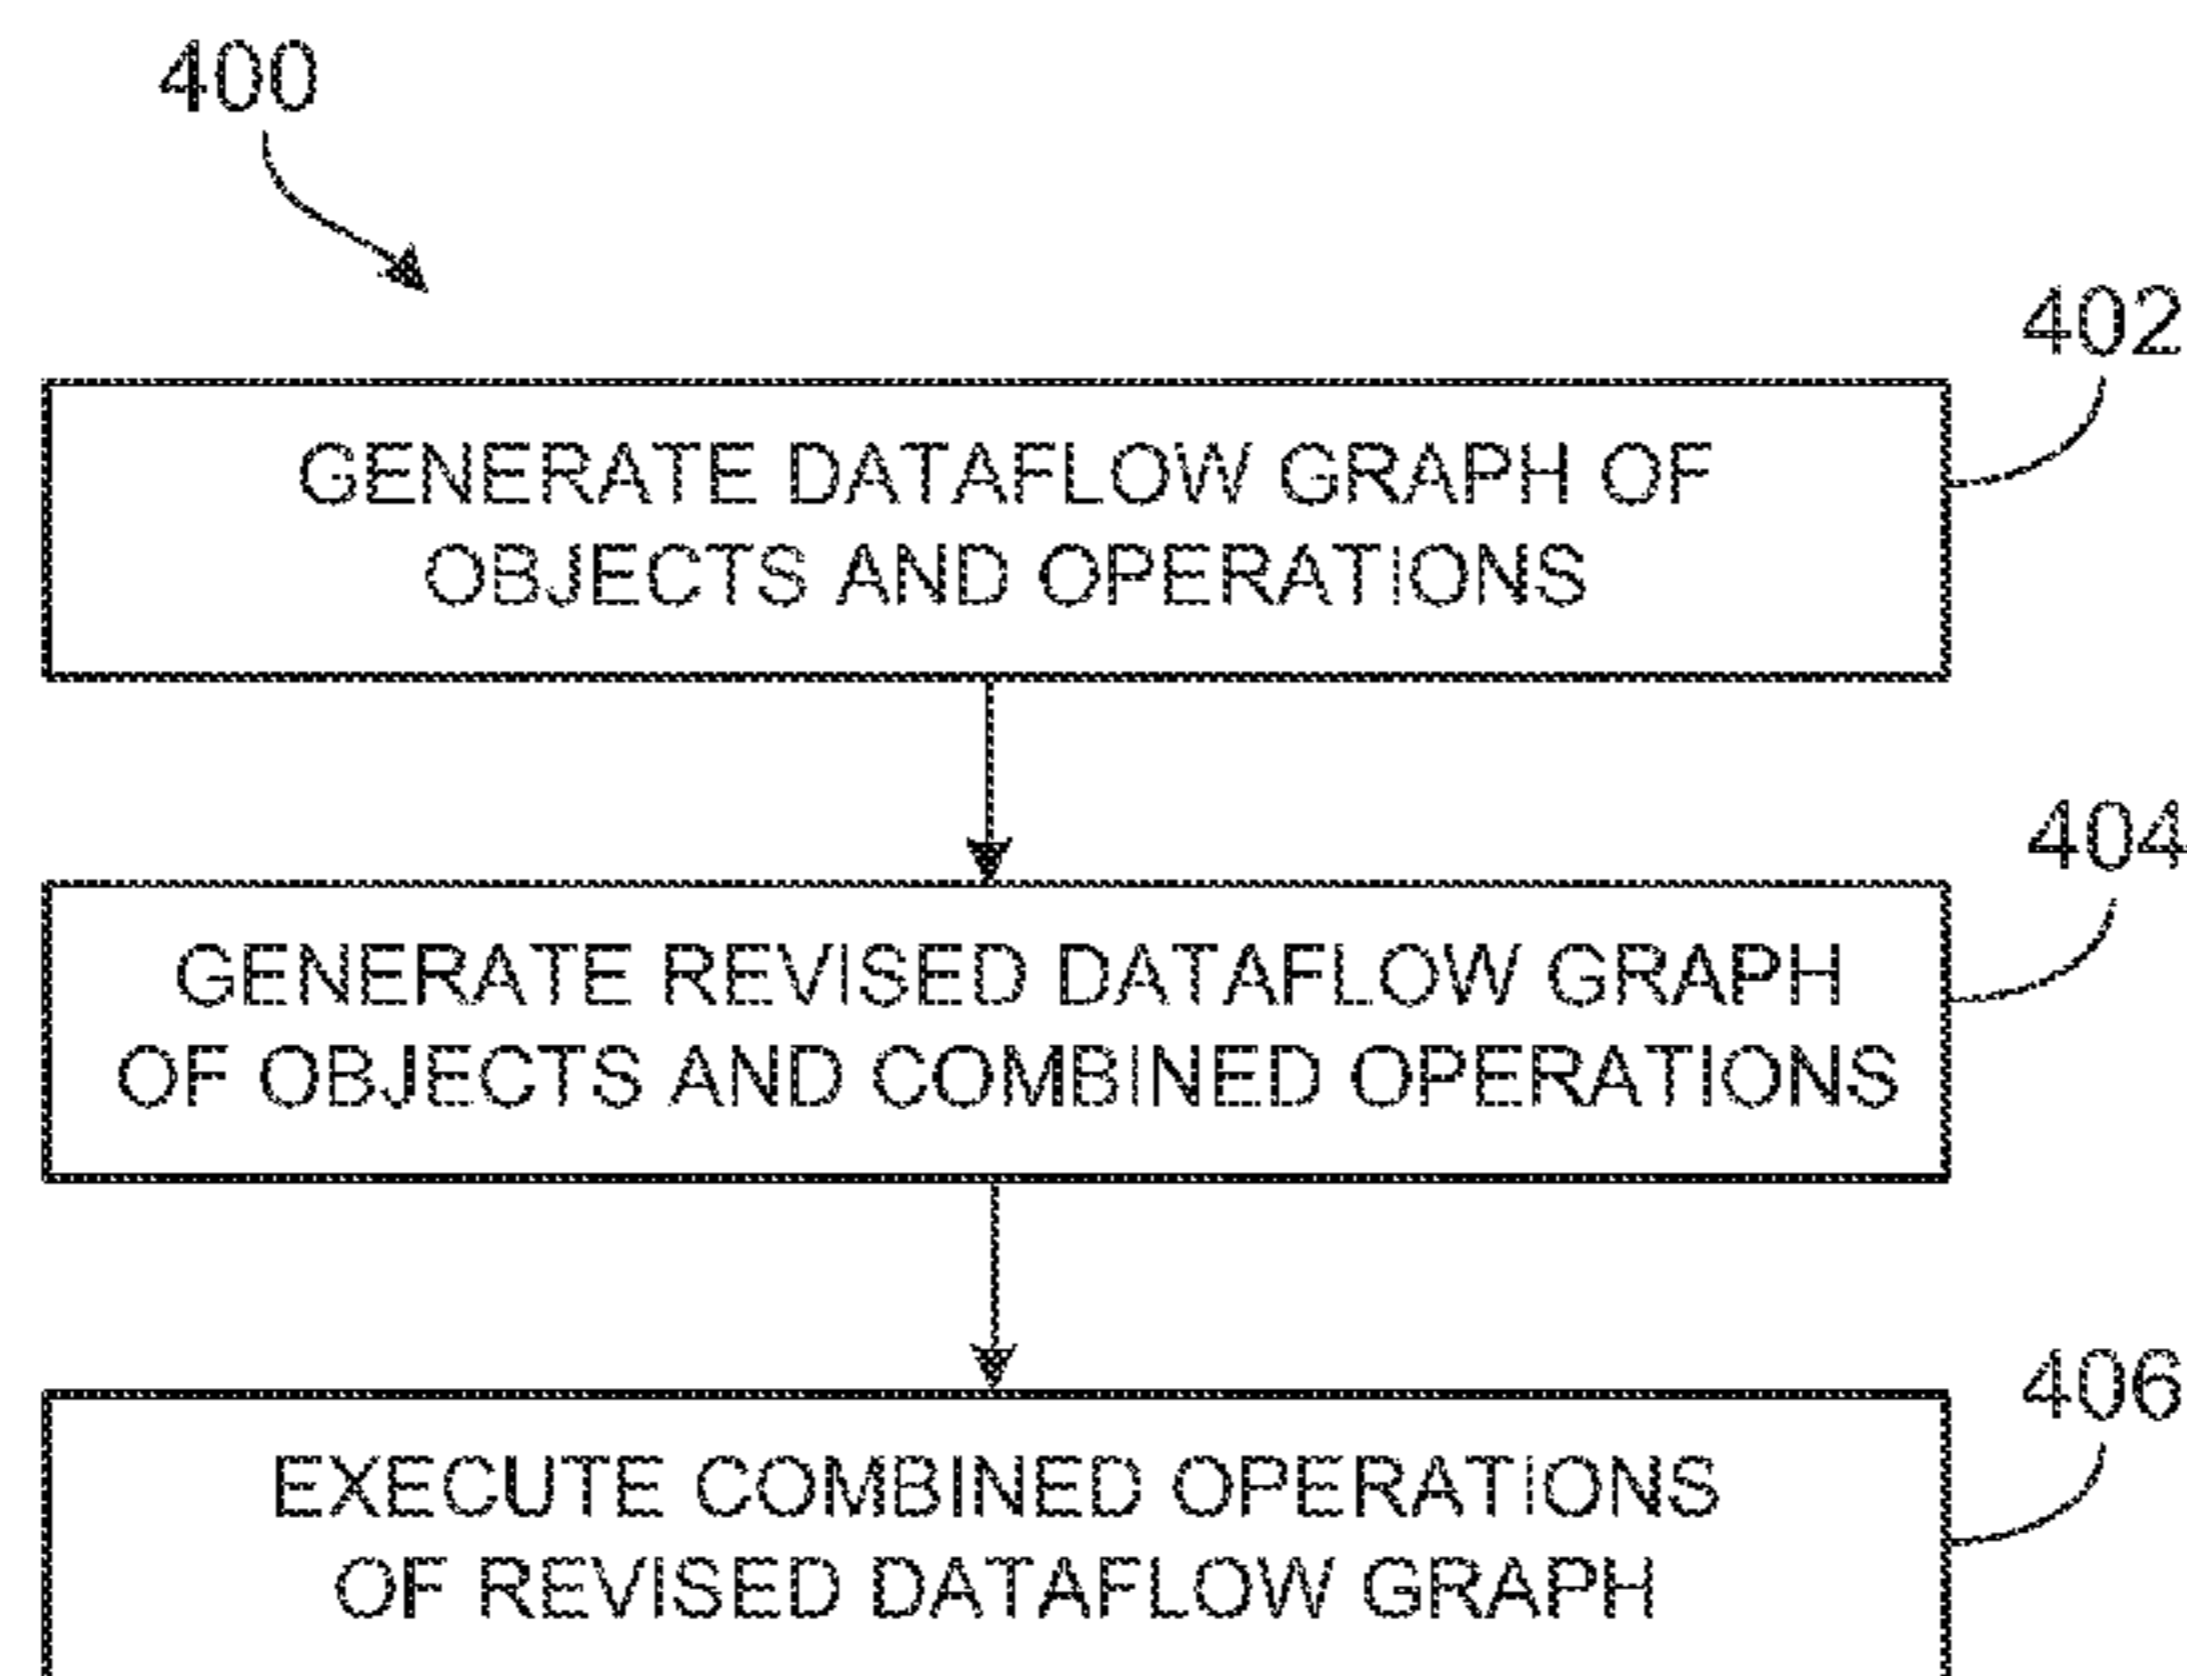 400
402
GENERATE DATAFLOW GRAPH OF
OBJECTS AND OPERATIONS
404
GENERATE REVISED DATAFLOW GRAPH
OF OBJECTS AND COMBINED OPERATIONS
406
EXECUTE COMBINED OPERATIONS
OF REVISED DATAFLOW GRAPH